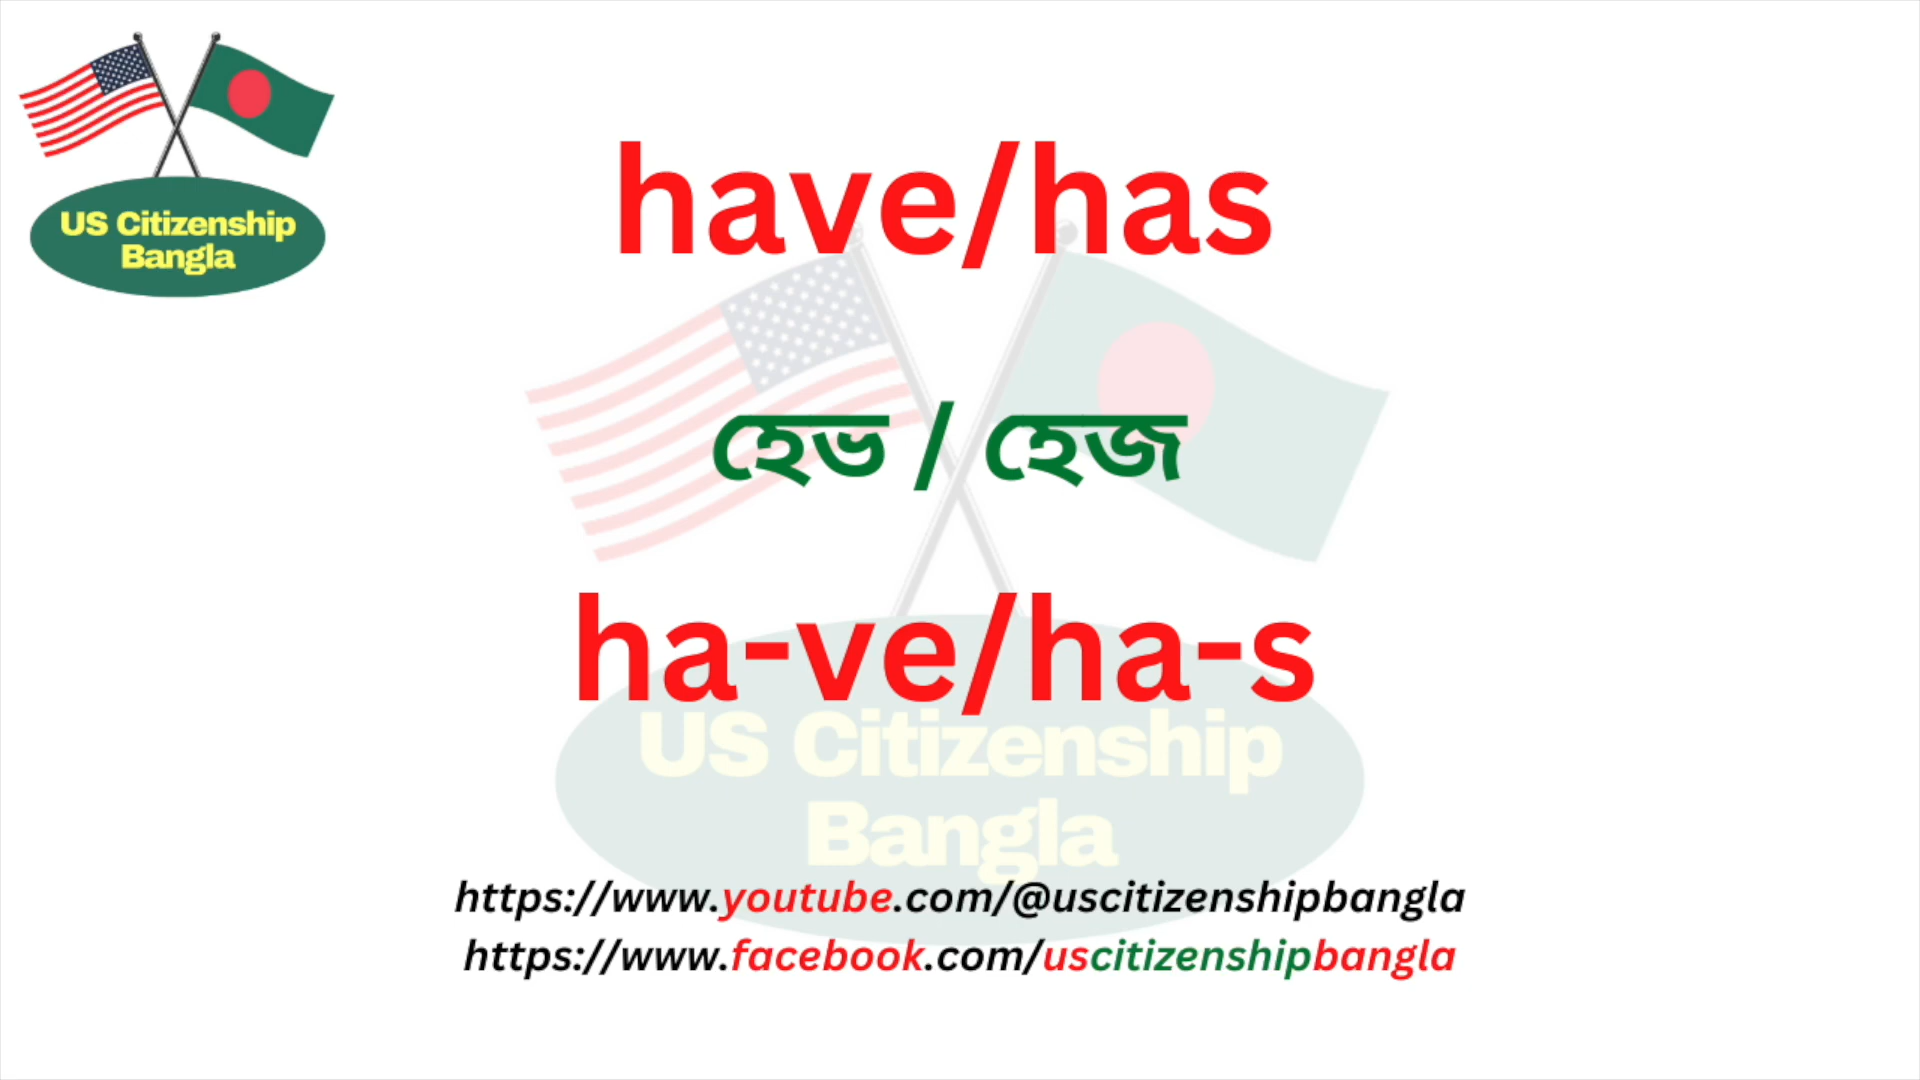 US Citizenship
Bangla
have/has
হেভ / হেজ
ha-ve/ha-s
US Citizenship
Bangla
https://www.youtube.com/@uscitizenshipbangla
https://www.facebook.com/uscitizenshipbangla